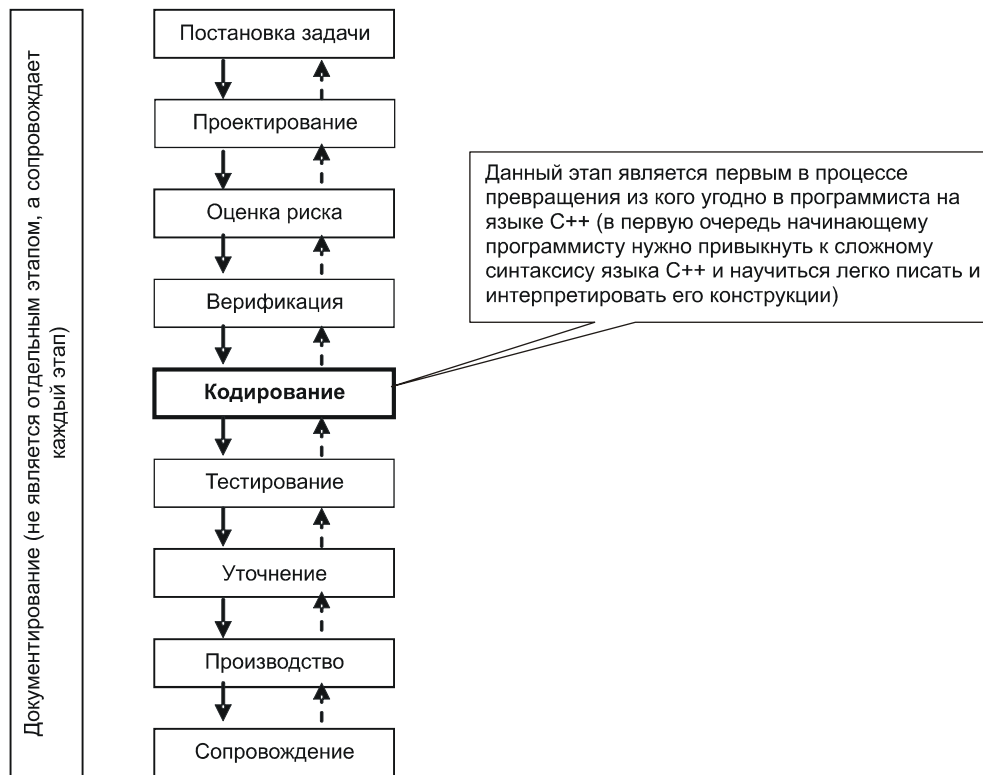 Документирование (не является отдельным этапом, а сопровождает
каждый этап)
Постановка задачи
Проектирование
Оценка риска
Верификация
Кодирование
Тестирование
Уточнение
Производство
Сопровождение
Данный этап является первым в процессе
превращения из кого угодно в программиста на
языке С++ (в первую очередь начинающему
программисту нужно привыкнуть к сложному
синтаксису языка С++ и научиться легко писать и
интерпретировать его конструкции)